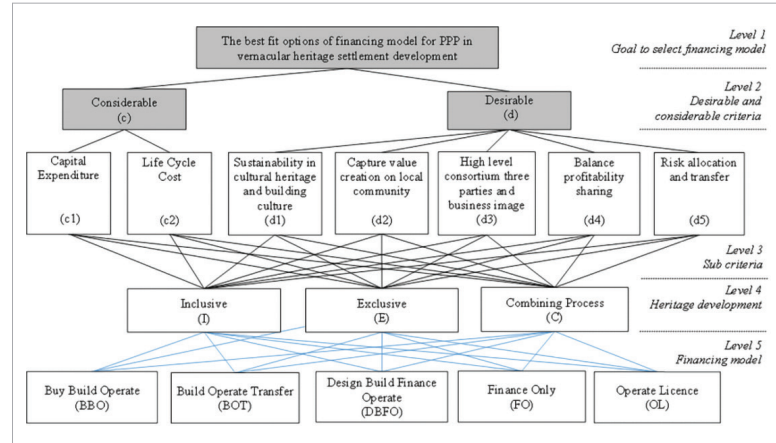 The best fit options of financing model for PPP in
vernacular heritage settlement development
Level 1
Goal to select financing model
Considerable
(c)
Desirable
(d)
Level 2
Desirable and
considerable criteria
Capital
Expenditure
(c1)
Life Cycle
Cost
(c2)
Sustainability in
cultural heritage
and building
culture
(d1)
Capture value
creation on local
community
(d2)
High level
consortium three
parties and
business image
(d3)
Balance
profitability
sharing
(d4)
Risk allocation
and transfer
(d5)
Level 3
Sub criteria
Inclusive
(I)
Exclusive
(E)
Combining Process
(C)
Level 4
Heritage development
Level 5
Financing model
Buy Build Operate
(BBO)
Build Operate Transfer
(BOT)
Design Build Finance
Operate
(DBFO)
Finance Only
(FO)
Operate Licence
(OL)